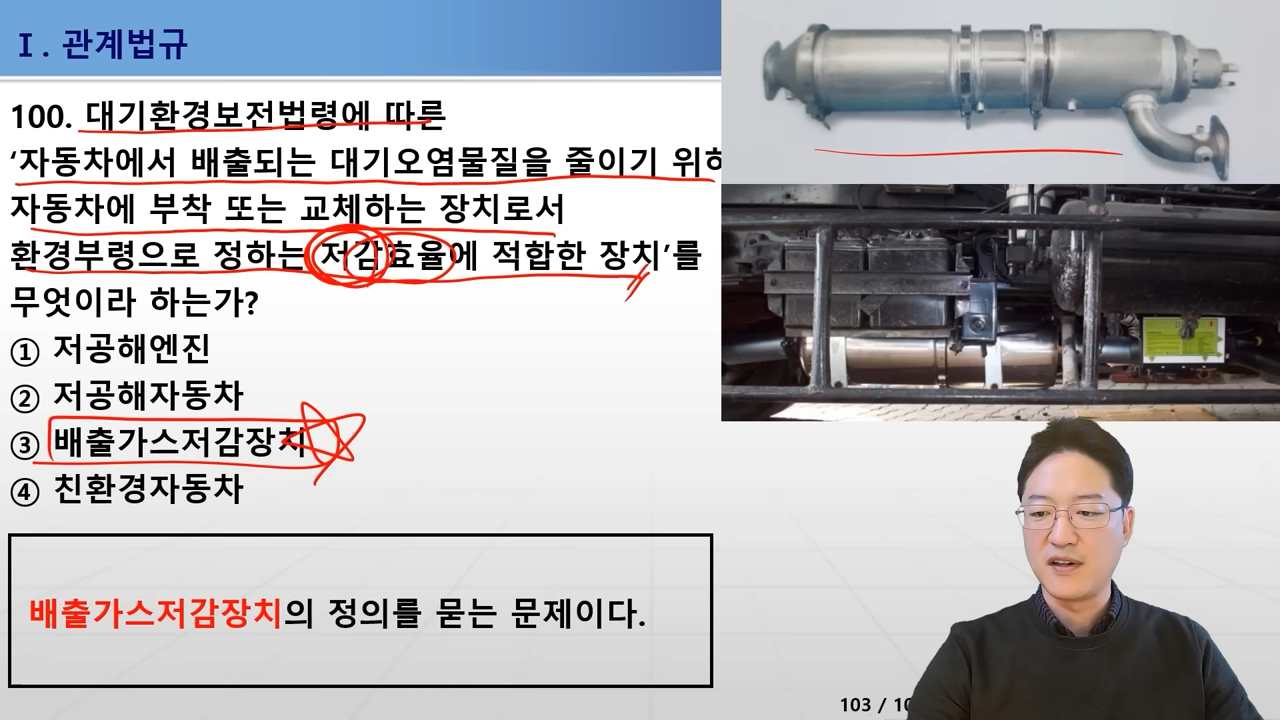 Ⅰ. 관계법규
100. 대기환경보전법령에 따른
‘자동차에서 배출되는 대기오염물질을 줄이기
자동차에 부착 또는 교체하는 장치로서
환경부령으로 정하는 저감효율에 적합한 장치’를
무엇이라 하는가?
① 저공해엔진
② 저공해자동차
③ 배출가스저감장치
④ 친환경자동차
배출가스저감장치의 정의를 묻는 문제이다.
103 /